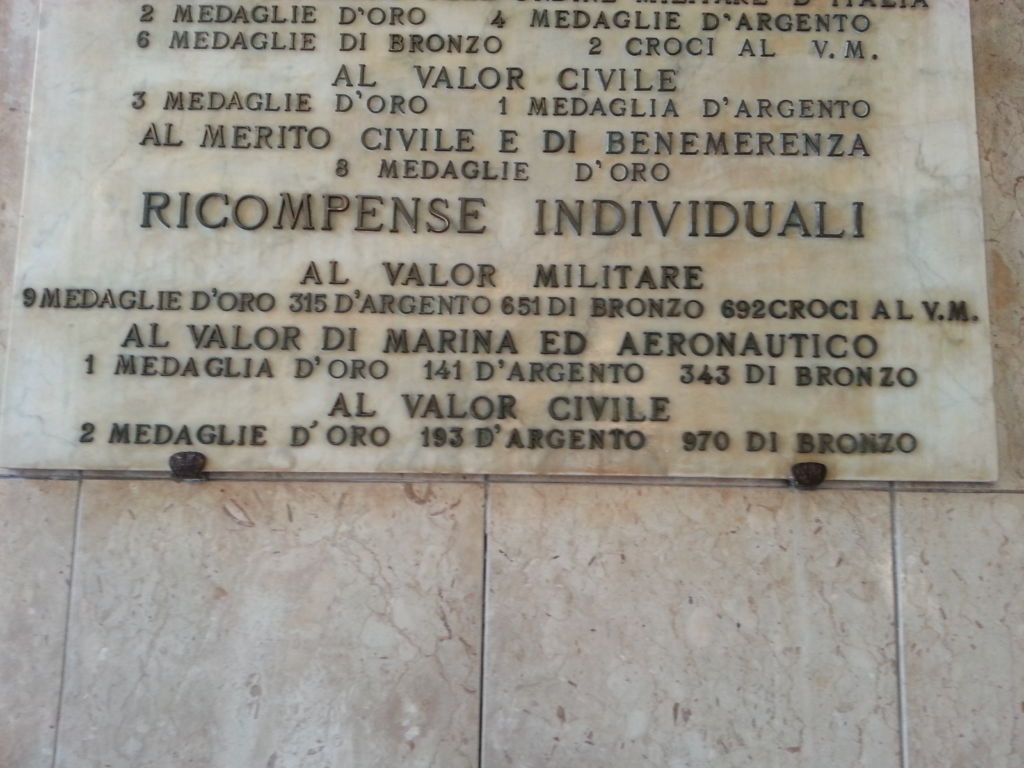 ORDINE MILITARE D'ITALIA
2 MEDAGLIE D'ORO 4 MEDAGLIE D'ARGENTO
6 MEDAGLIE DI BRONZO 2 CROCI AL V.M.
AL VALOR CIVILE
3 MEDAGLIE D'ORO 1 MEDAGLIA D'ARGENTO
AL MERITO CIVILE E DI BENEMERENZA
8 MEDAGLIE D'ORO
RICOMPENSE INDIVIDUALI
AL VALOR MILITARE
9 MEDAGLIE D'ORO 315 D'ARGENTO 651 DI BRONZO 692 CROCI AL V.M.
AL VALOR DI MARINA ED AERONAUTICO
1 MEDAGLIA D'ORO 141 D'ARGENTO 343 DI BRONZO
AL VALOR CIVILE
2 MEDAGLIE D'ORO 193 D'ARGENTO 970 DI BRONZO